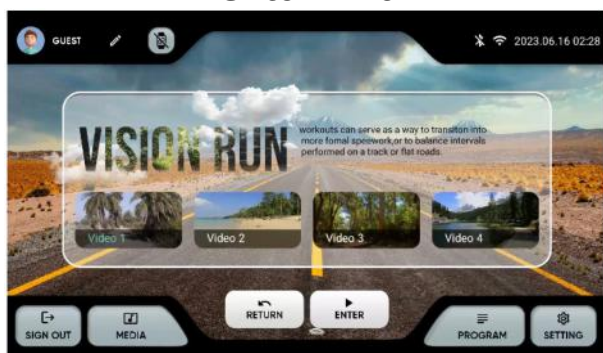 GUEST
2023.06.16 02:28
VISION RUN
workouts can serve as a way to transiton into
more fomal speework,or to balance intervals
performed on a track or flat roads.
Video 1
Video 2
Video 3
Video 4
SIGN OUT
MEDIA
RETURN
ENTER
PROGRAM
SETTING